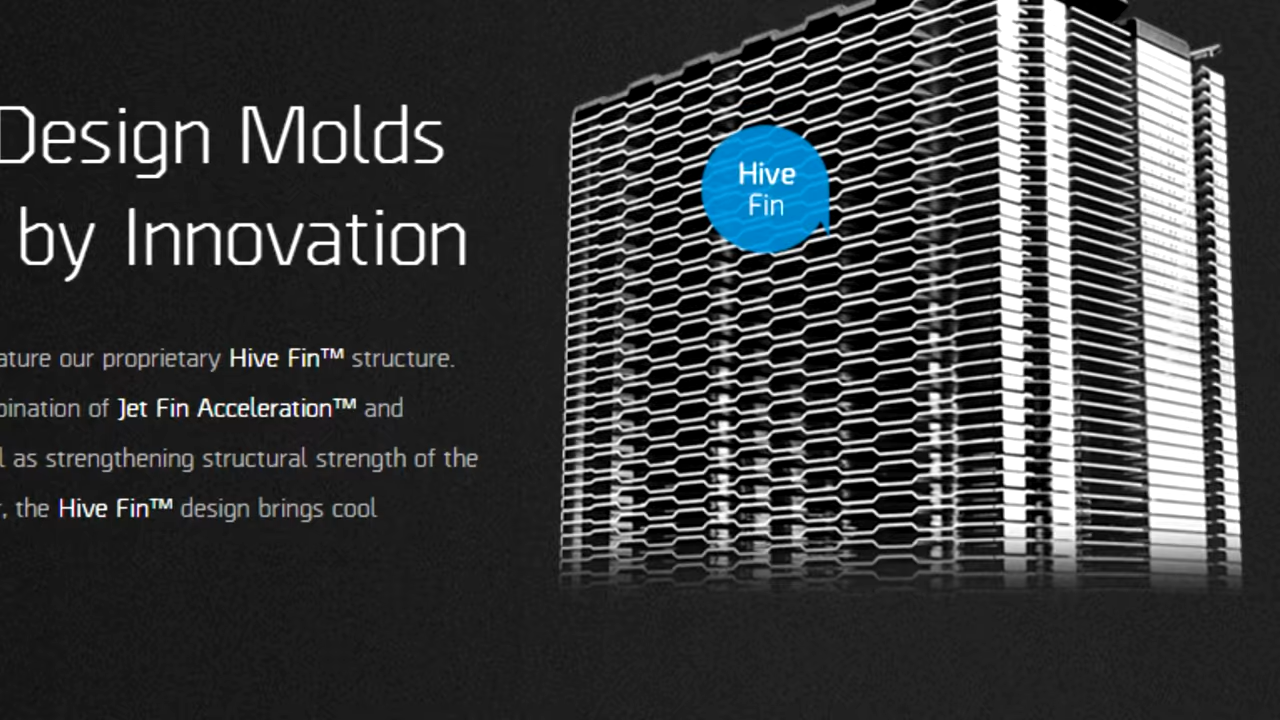 Design Molds
by Innovation
ature our proprietary Hive Fin™ structure.
bination of Jet Fin Acceleration™ and
l as strengthening structural strength of the
, the Hive Fin™ design brings cool
Hive
Fin